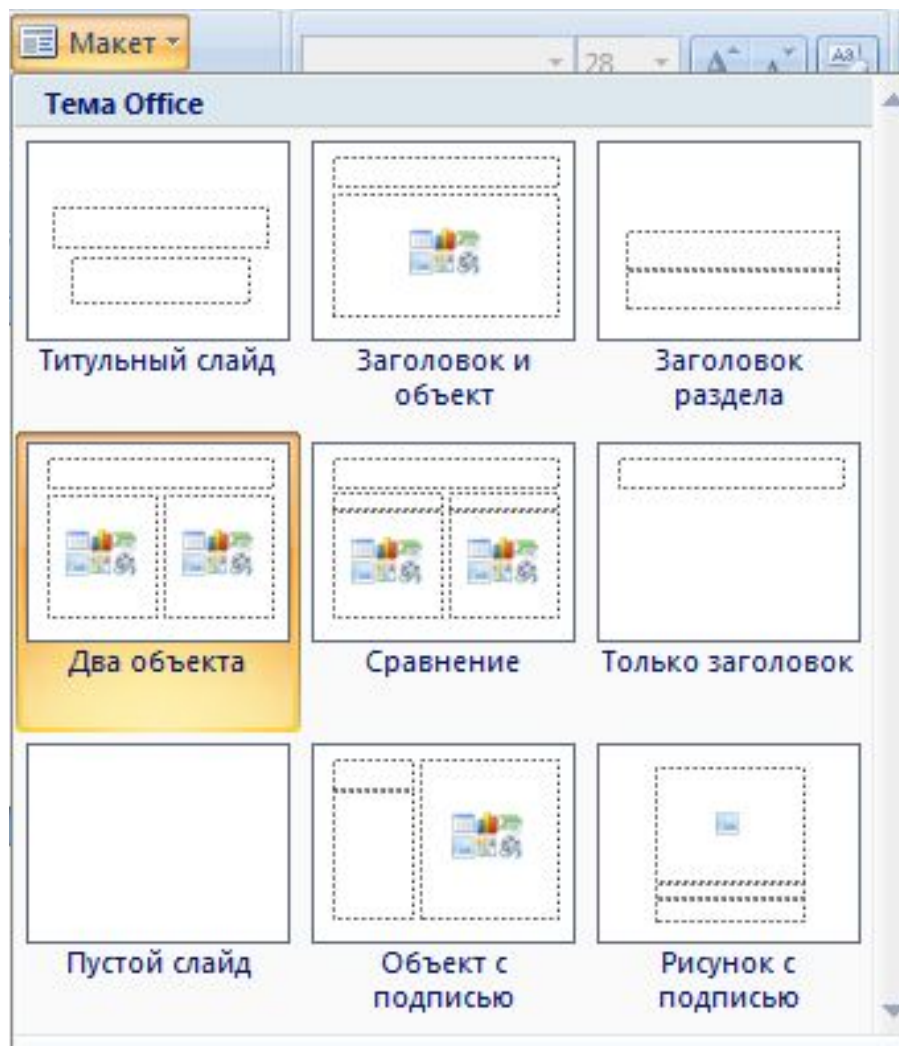 Макет
28
Тема Office
Титульный слайд
Заголовок и
объект
Заголовок
раздела
Два объекта
Сравнение
Только заголовок
Пустой слайд
Объект с
подписью
Рисунок с
подписью